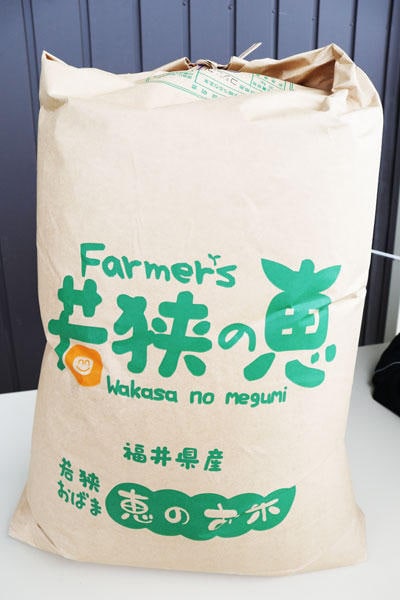 Farmer's
若狭の恵
Wakasa no megumi
福井県産
若狭
おばま
恵のお米